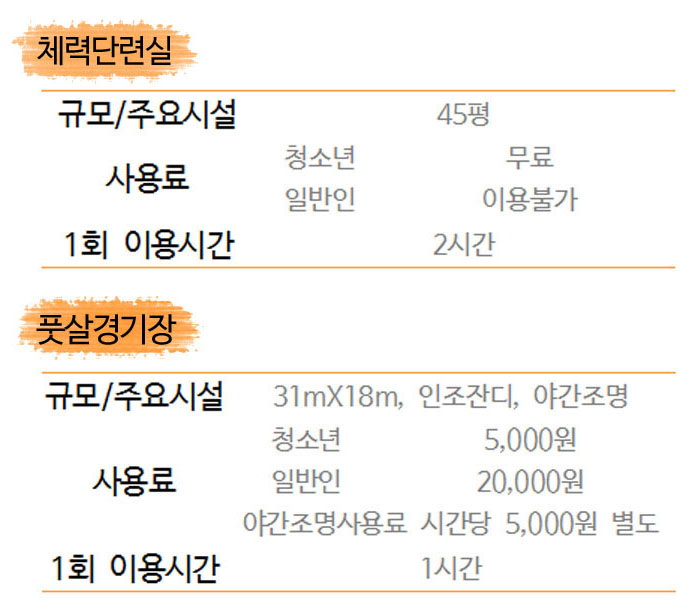 체력단련실
규모/주요시설 45평
사용료 청소년 무료
일반인 이용불가
1회 이용시간 2시간
풋살경기장
규모/주요시설 31mX18m, 인조잔디, 야간조명
청소년 5,000원
사용료 일반인 20,000원
야간조명사용료 시간당 5,000원 별도
1회 이용시간 1시간